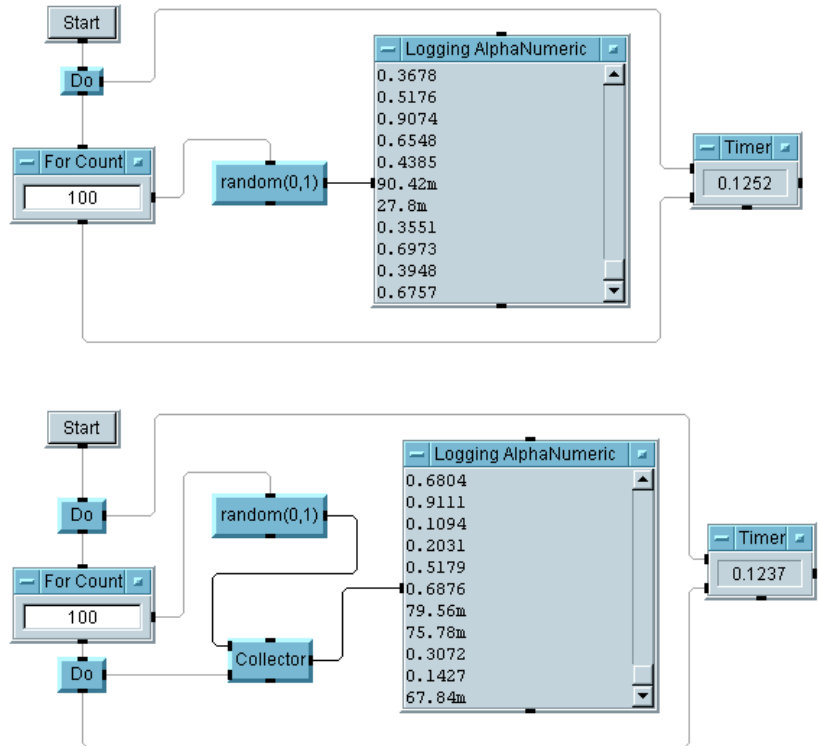 Start
Do
For Count
100
random(0,1)
Logging AlphaNumeric
0.3678
0.5176
0.9074
0.6548
0.4385
90.42m
27.8m
0.3551
0.6973
0.3948
0.6757
Timer
0.1252
Start
Do
For Count
100
Do
random(0,1)
Collector
Logging AlphaNumeric
0.6804
0.9111
0.1094
0.2031
0.5179
0.6876
79.56m
75.78m
0.3072
0.1427
67.84m
Timer
0.1237